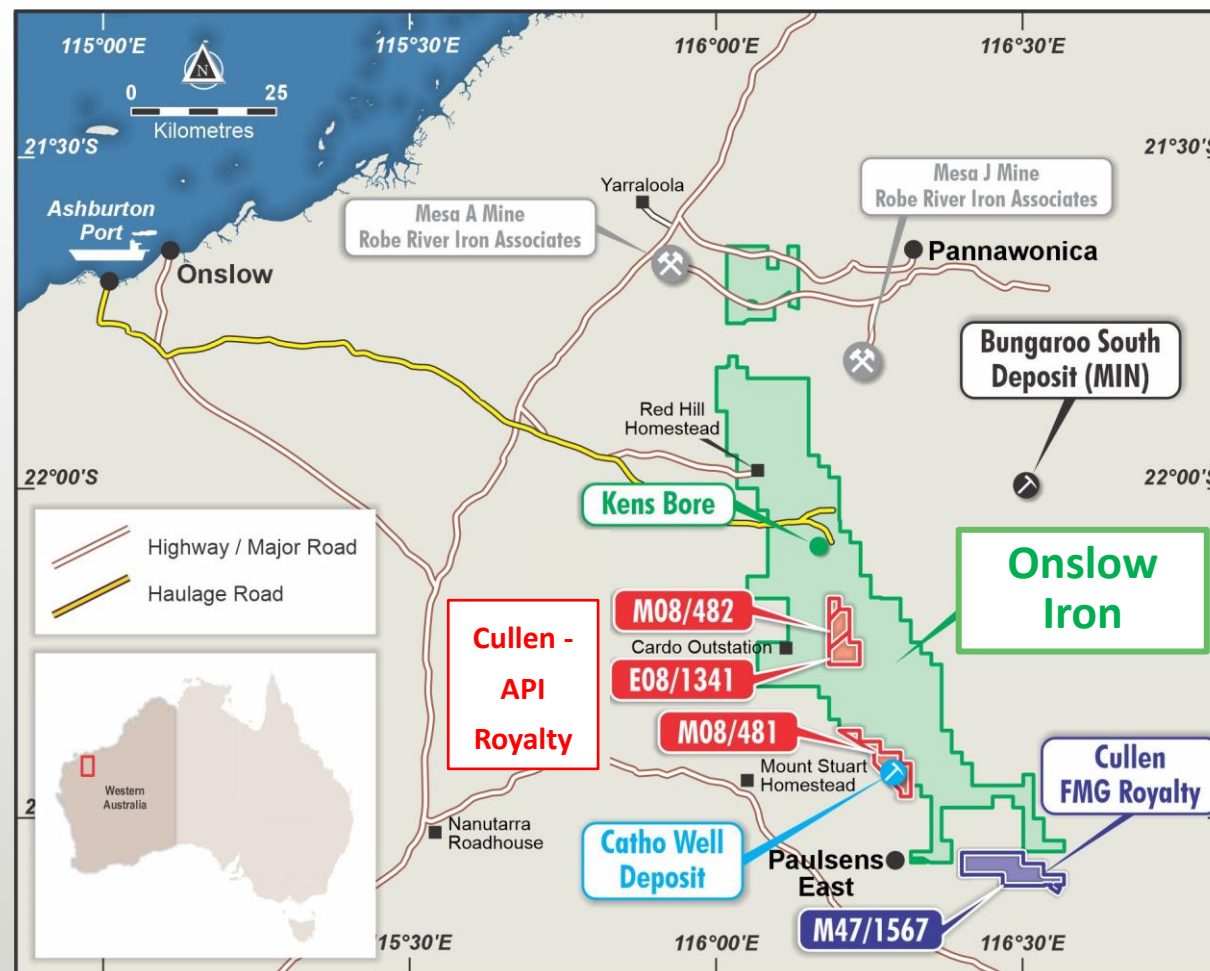 115°00'E
115°30'E
116°00'E
116°30'E
N
0 25
Kilometres
21°30'S
21°30'S
Yarraloola
Mesa J Mine
Robe River Iron Associates
Mesa A Mine
Robe River Iron Associates
Ashburton
Port
Onslow
Pannawonica
Bungaroo South
Deposit (MIN)
Red Hill
Homestead
22°00'S
22°00'S
Kens Bore
Highway / Major Road
Haulage Road
Onslow
Iron
Cullen -
API
Royalty
M08/482
Cardo Outstation
E08/1341
M08/481
Mount Stuart
Homestead
Cullen
FMG Royalty
Western
Australia
Nanutarra
Roadhouse
Catho Well
Deposit
Paulsens
East
M47/1567
115°30'E
116°00'E
116°30'E